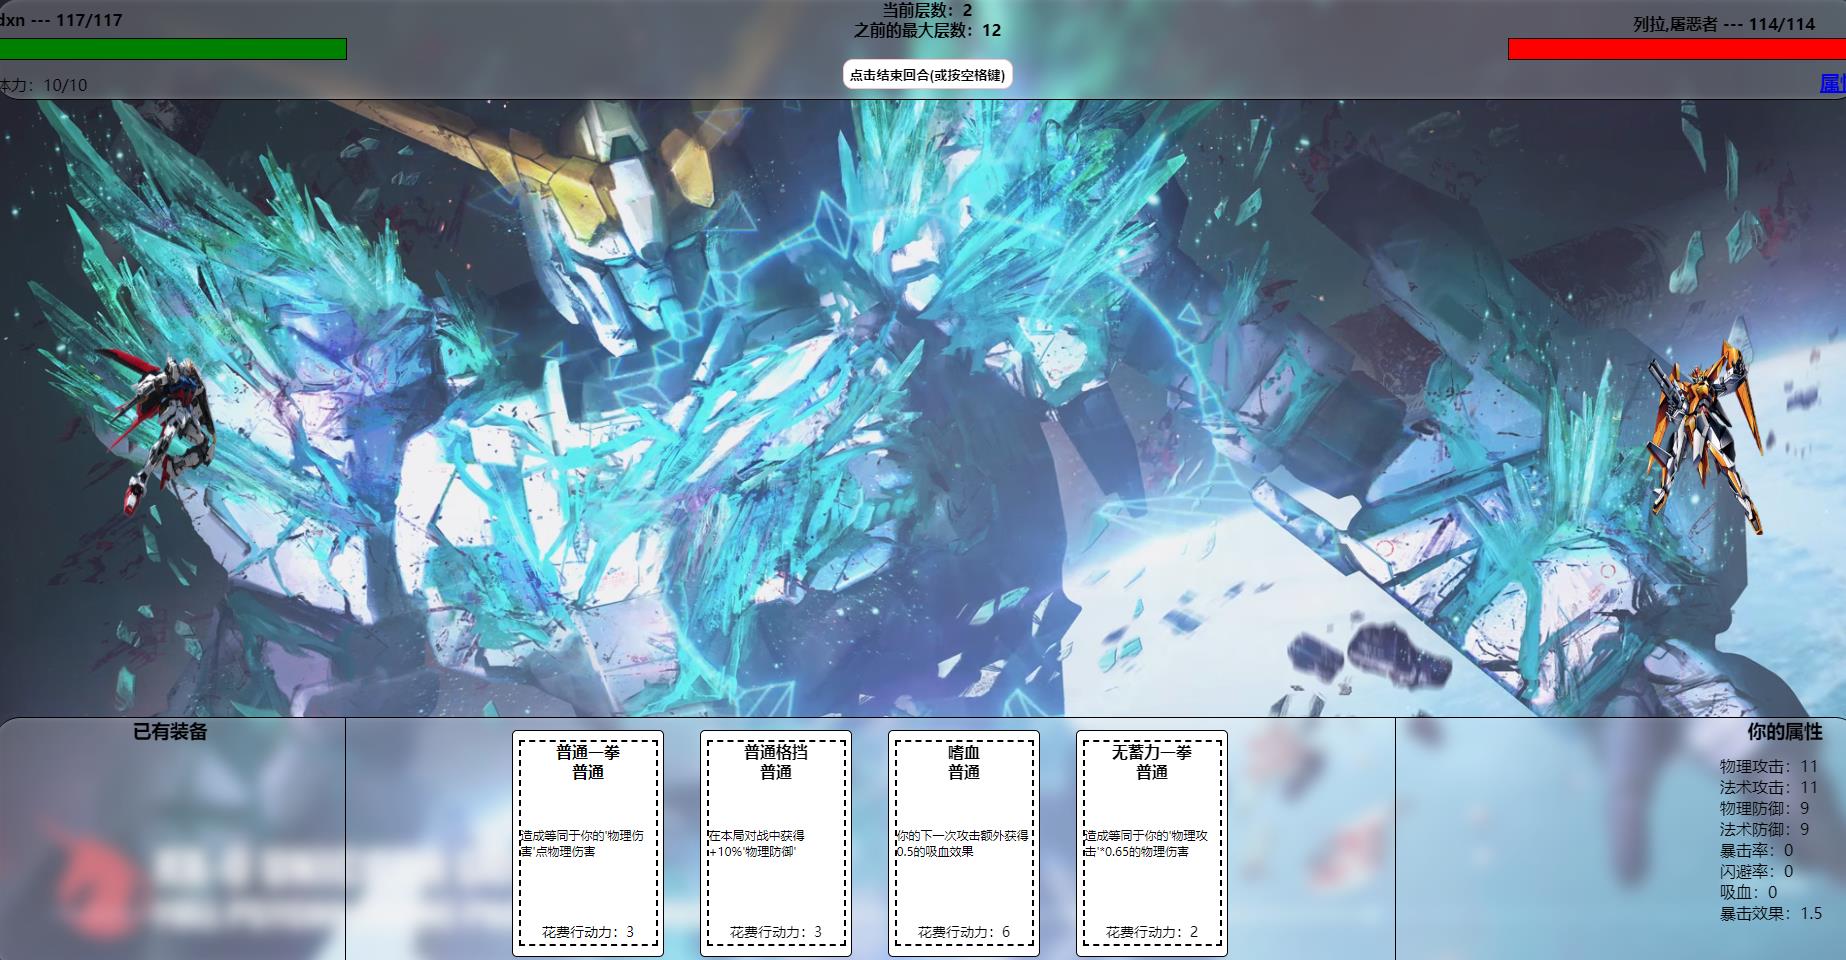 dxn --- 117/117
体力：10/10
当前层数：2
之前的最大层数：12
点击结束回合(或按空格键)
列拉,屠恶者 --- 114/114
已有装备
普通一拳
普通
造成等同于你的'物理伤
害'点物理伤害
花费行动力：3
普通格挡
普通
在本局对战中获得
+10%'物理防御'
花费行动力：3
嗜血
普通
你的下一次攻击额外获得
0.5的吸血效果
花费行动力：6
无蓄力一拳
普通
造成等同于你的'物理攻
击'*0.65的物理伤害
花费行动力：2
你的属性
物理攻击：11
法术攻击：11
物理防御：9
法术防御：9
暴击率：0
闪避率：0
吸血：0
暴击效果：1.5